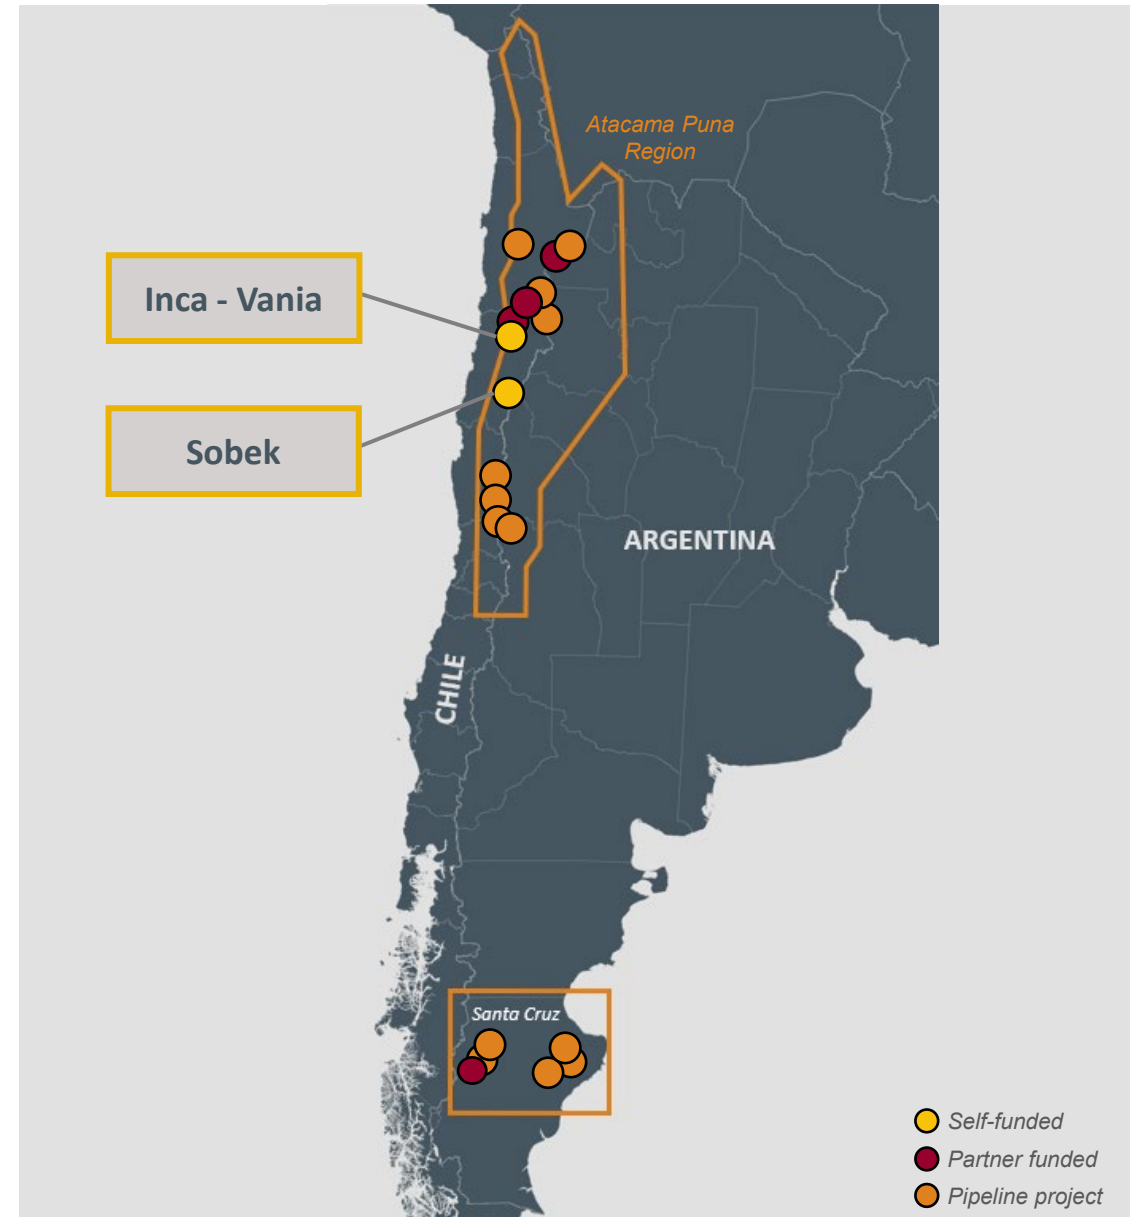 Atacama Puna
Region
Inca - Vania
Sobek
ARGENTINA
CHILE
Santa Cruz
Self-funded
Partner funded
Pipeline project